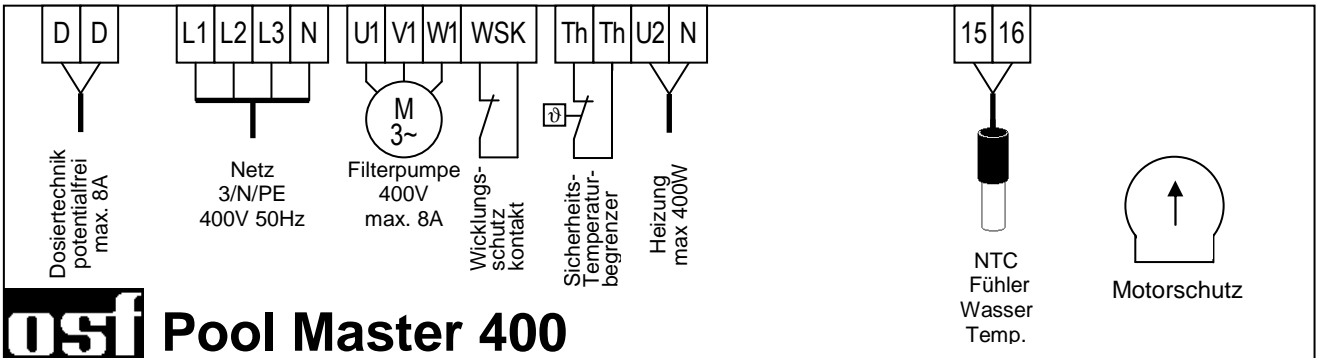 D D L1 L2 L3 N U1 V1 W1 WSK Th Th U2 N 15 16
M
3~
ϑ
Dosiertechnik
potentialfrei
max. 8A
Netz
3/N/PE
400V 50Hz
Filterpumpe
400V
max. 8A
Wicklungs-
schutz
kontakt
Sicherheits-
Temperatur-
begrenzer
Heizung
max 400W
NTC
Fühler
Wasser
Temp.
Motorschutz
osf Pool Master 400